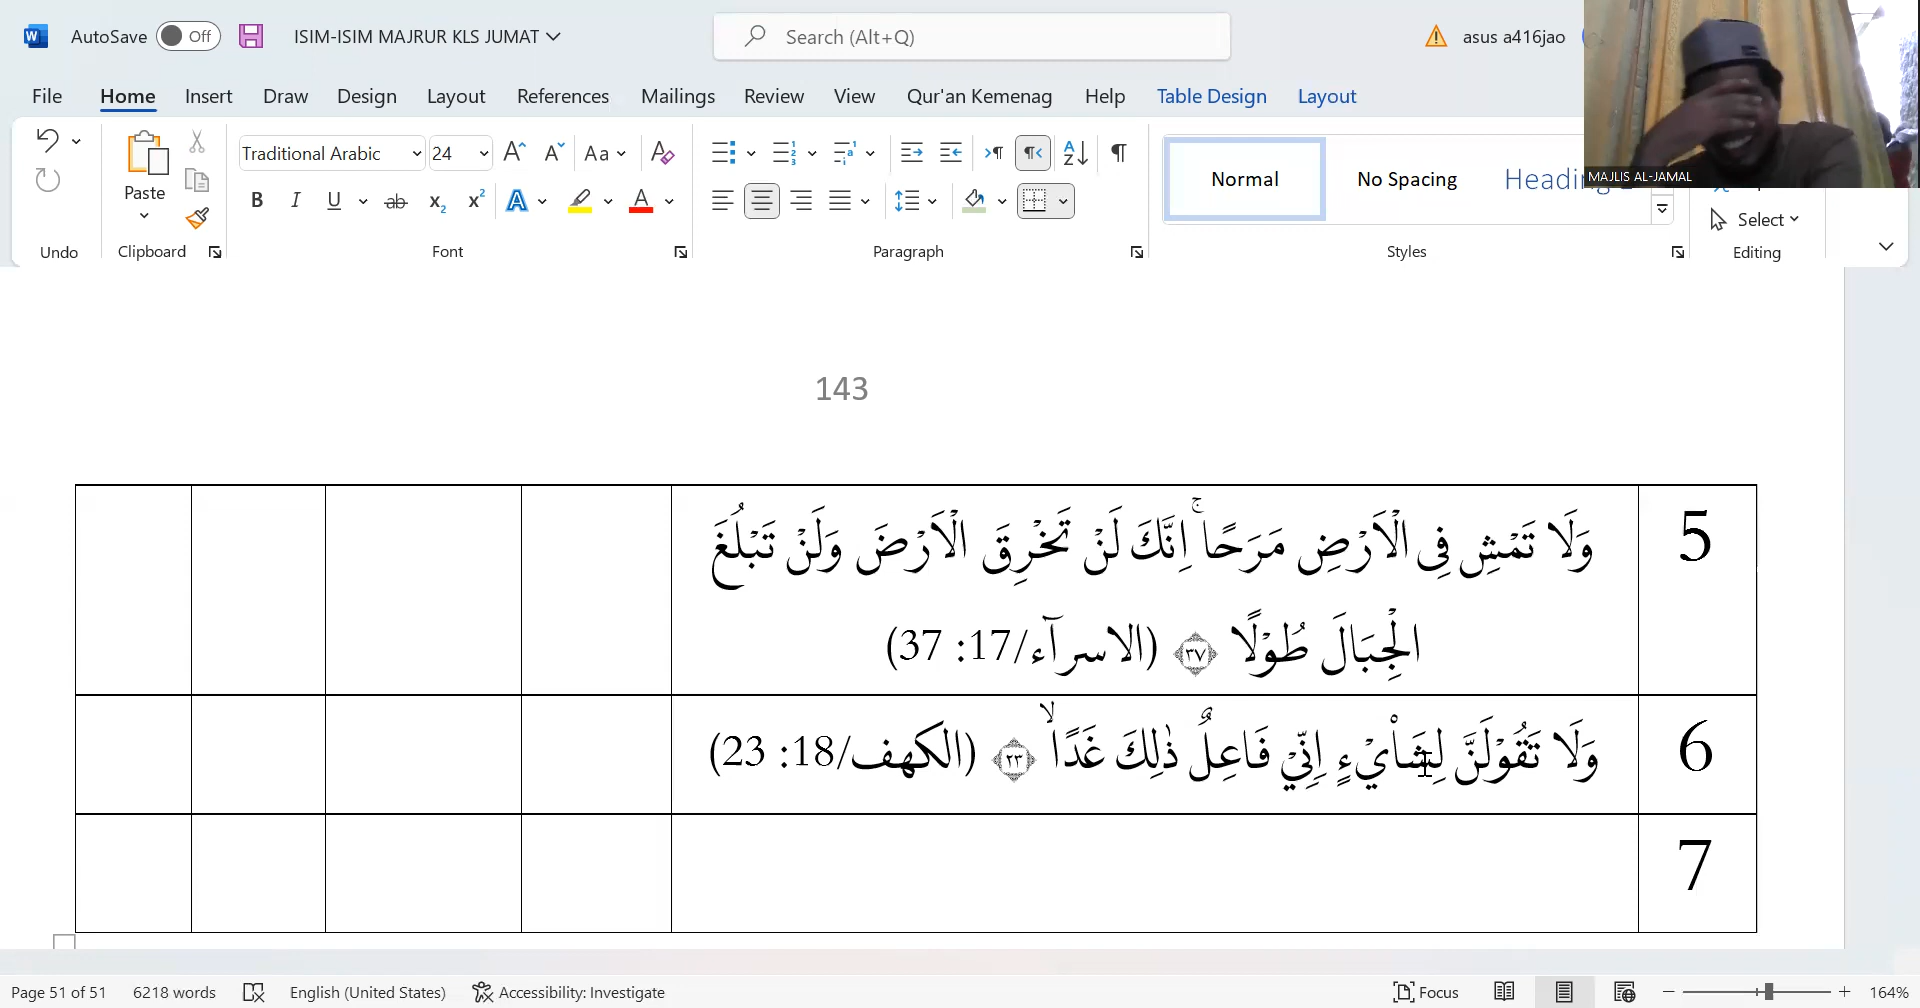 AutoSave Off ISIM-ISIM MAJRUR KLS JUMAT Search (Alt+Q) asus a416jao
File Home Insert Draw Design Layout References Mailings Review View Qur'an Kemenag Help Table Design Layout
Traditional Arabic 24 Aa
Paste
Normal No Spacing Heading
MAJLIS AL-JAMAL
Select
Undo Clipboard Font Paragraph Styles Editing
143
5 وَلَا تَمْشِ فِى الْاَرْضِ مَرَحًاۚ اِنَّكَ لَنْ تَخْرِقَ الْاَرْضَ وَلَنْ تَبْلُغَ
الْجِبَالَ طُوْلًا ٣٧ (الاسرآء/17: 37)
6 وَلَا تَقُوْلَنَّ لِشَا۟يْءٍ اِنِّيْ فَاعِلٌ ذٰلِكَ غَدًاۙ ٢٣ (الكهف/18: 23)
7
Page 51 of 51 6218 words English (United States) Accessibility: Investigate Focus 164%